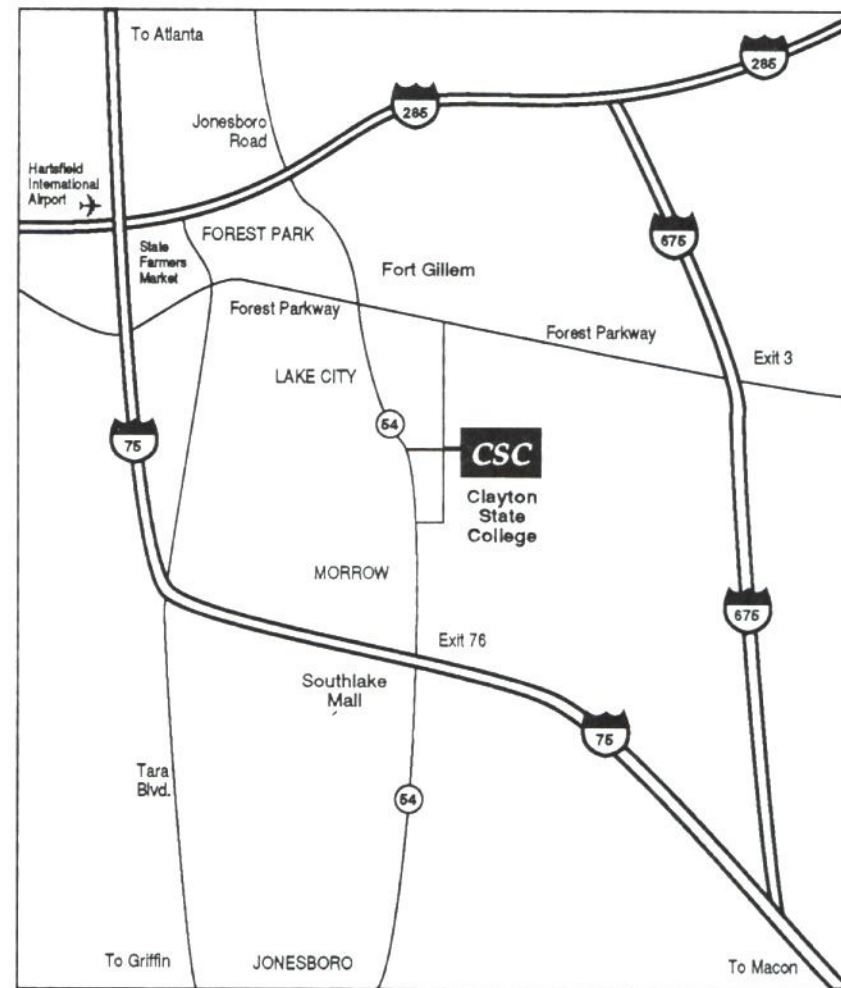 To Atlanta
285
285
Jonesboro
Road
Hartsfield
International
Airport
675
FOREST PARK
State
Farmers
Market
Fort Gillem
Forest Parkway
Forest Parkway
Exit 3
LAKE CITY
54
75
CSC
Clayton
State
College
MORROW
675
Exit 76
Southlake
Mall
75
Tara
Blvd.
54
To Griffin
JONESBORO
To Macon